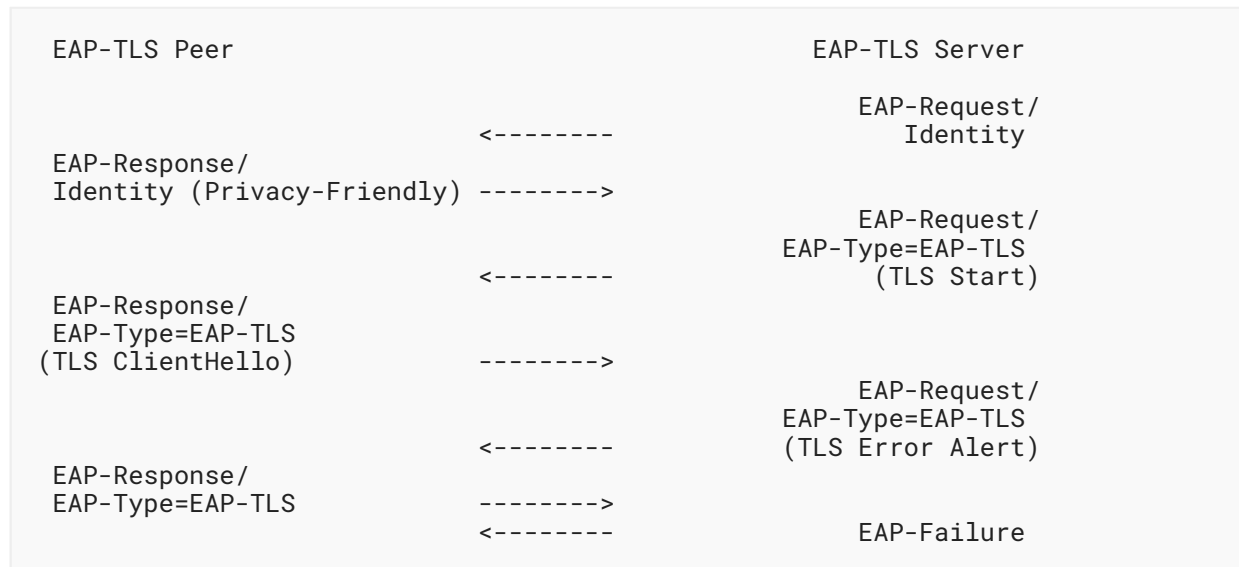 EAP-TLS Peer                                      EAP-TLS Server
                                                     EAP-Request/
                             <--------                  Identity
EAP-Response/
Identity (Privacy-Friendly) -------->
                                                     EAP-Request/
                                                EAP-Type=EAP-TLS
                             <--------                (TLS Start)
EAP-Response/
EAP-Type=EAP-TLS
(TLS ClientHello)            -------->
                                                     EAP-Request/
                                                EAP-Type=EAP-TLS
                             <--------          (TLS Error Alert)
EAP-Response/
EAP-Type=EAP-TLS             -------->
                             <--------               EAP-Failure